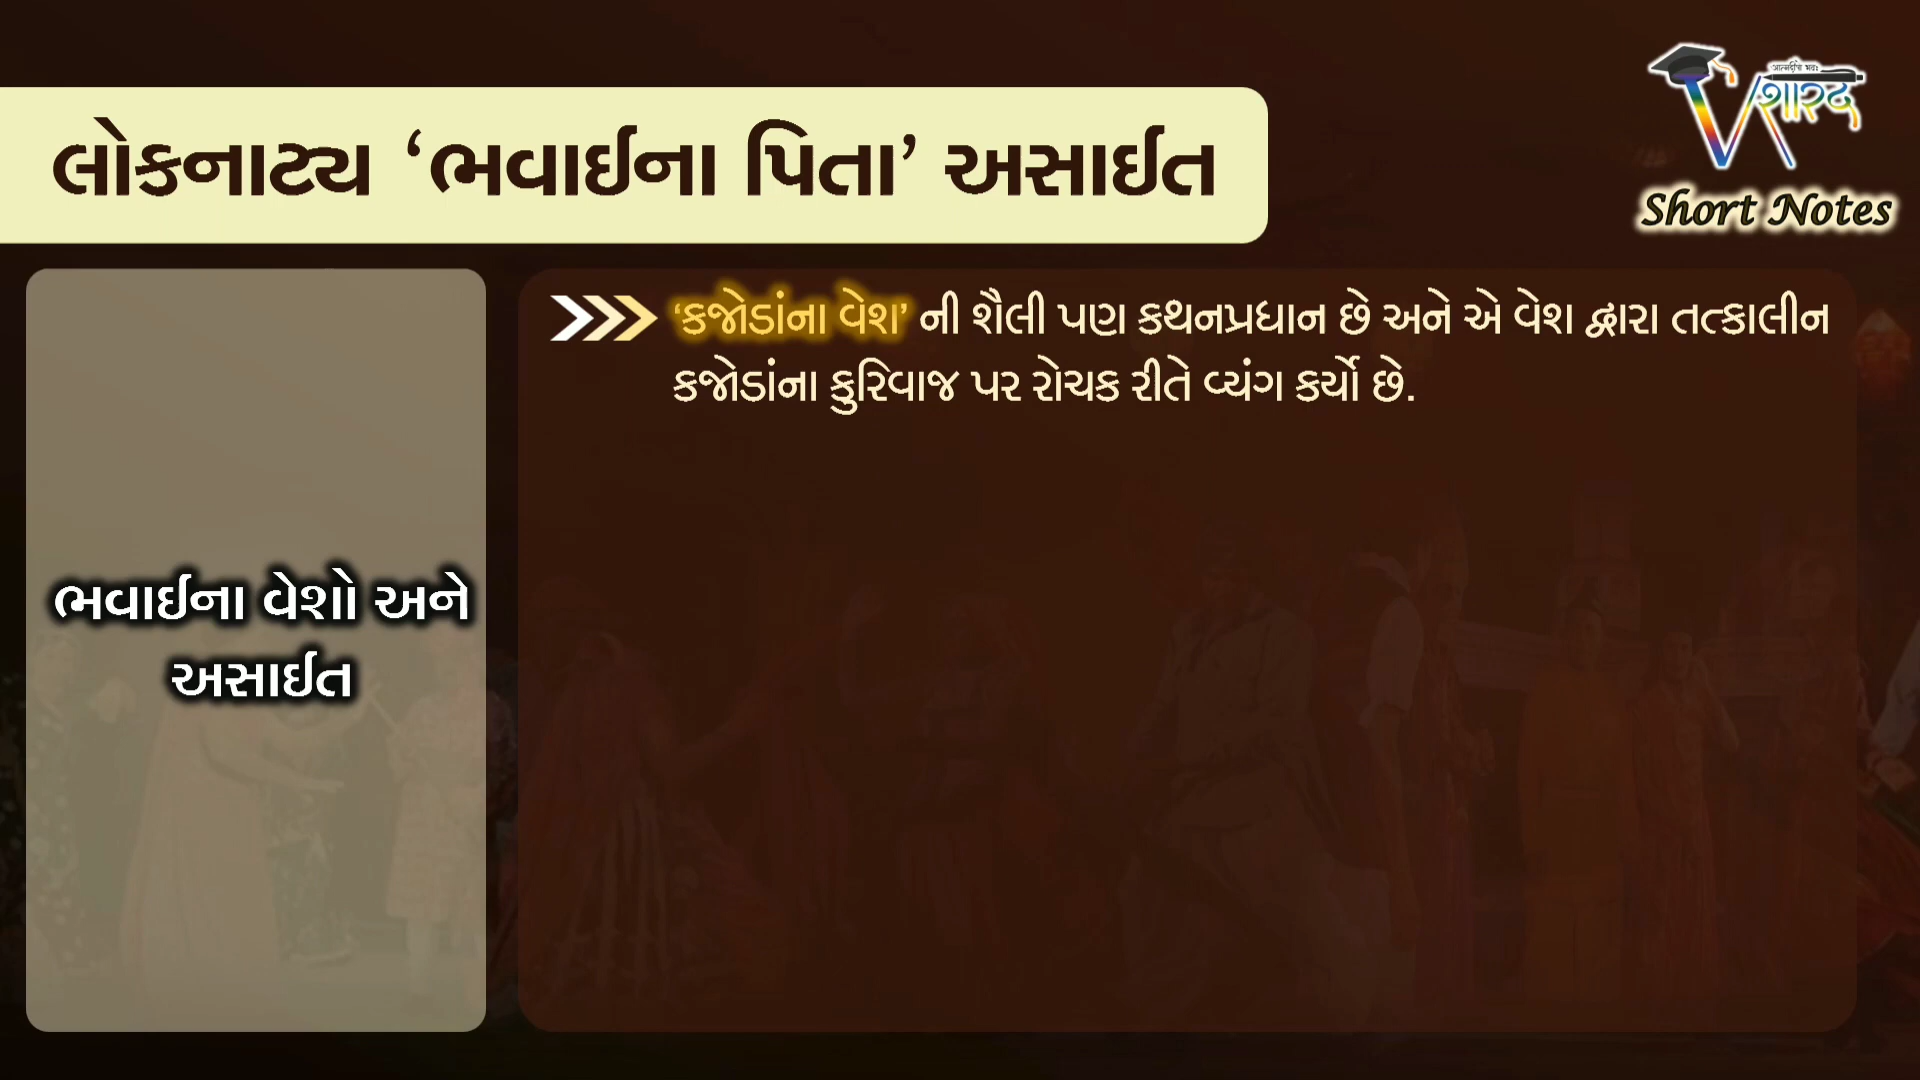 લોકનાટ્ય ‘ભવાઈના પિતા’ અસાઈત
શારદ
Short Notes
‘કજોડાંના વેશ’ ની શૈલી પણ કથનપ્રધાન છે અને એ વેશ દ્વારા તત્કાલીન
કજોડાંના કુરિવાજ પર રોચક રીતે વ્યંગ કર્યો છે.
ભવાઈના વેશો અને
અસાઈત